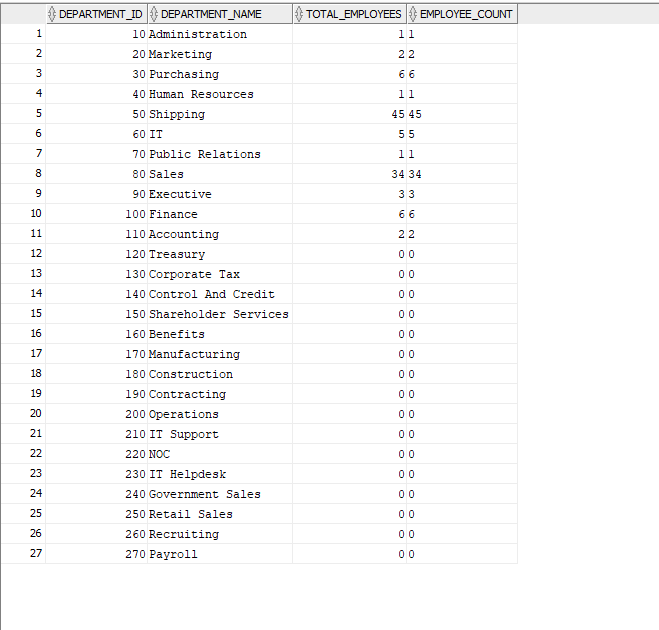 DEPARTMENT_ID DEPARTMENT_NAME TOTAL_EMPLOYEES EMPLOYEE_COUNT
1 10 Administration 1 1
2 20 Marketing 2 2
3 30 Purchasing 6 6
4 40 Human Resources 1 1
5 50 Shipping 45 45
6 60 IT 5 5
7 70 Public Relations 1 1
8 80 Sales 34 34
9 90 Executive 3 3
10 100 Finance 6 6
11 110 Accounting 2 2
12 120 Treasury 0 0
13 130 Corporate Tax 0 0
14 140 Control And Credit 0 0
15 150 Shareholder Services 0 0
16 160 Benefits 0 0
17 170 Manufacturing 0 0
18 180 Construction 0 0
19 190 Contracting 0 0
20 200 Operations 0 0
21 210 IT Support 0 0
22 220 NOC 0 0
23 230 IT Helpdesk 0 0
24 240 Government Sales 0 0
25 250 Retail Sales 0 0
26 260 Recruiting 0 0
27 270 Payroll 0 0